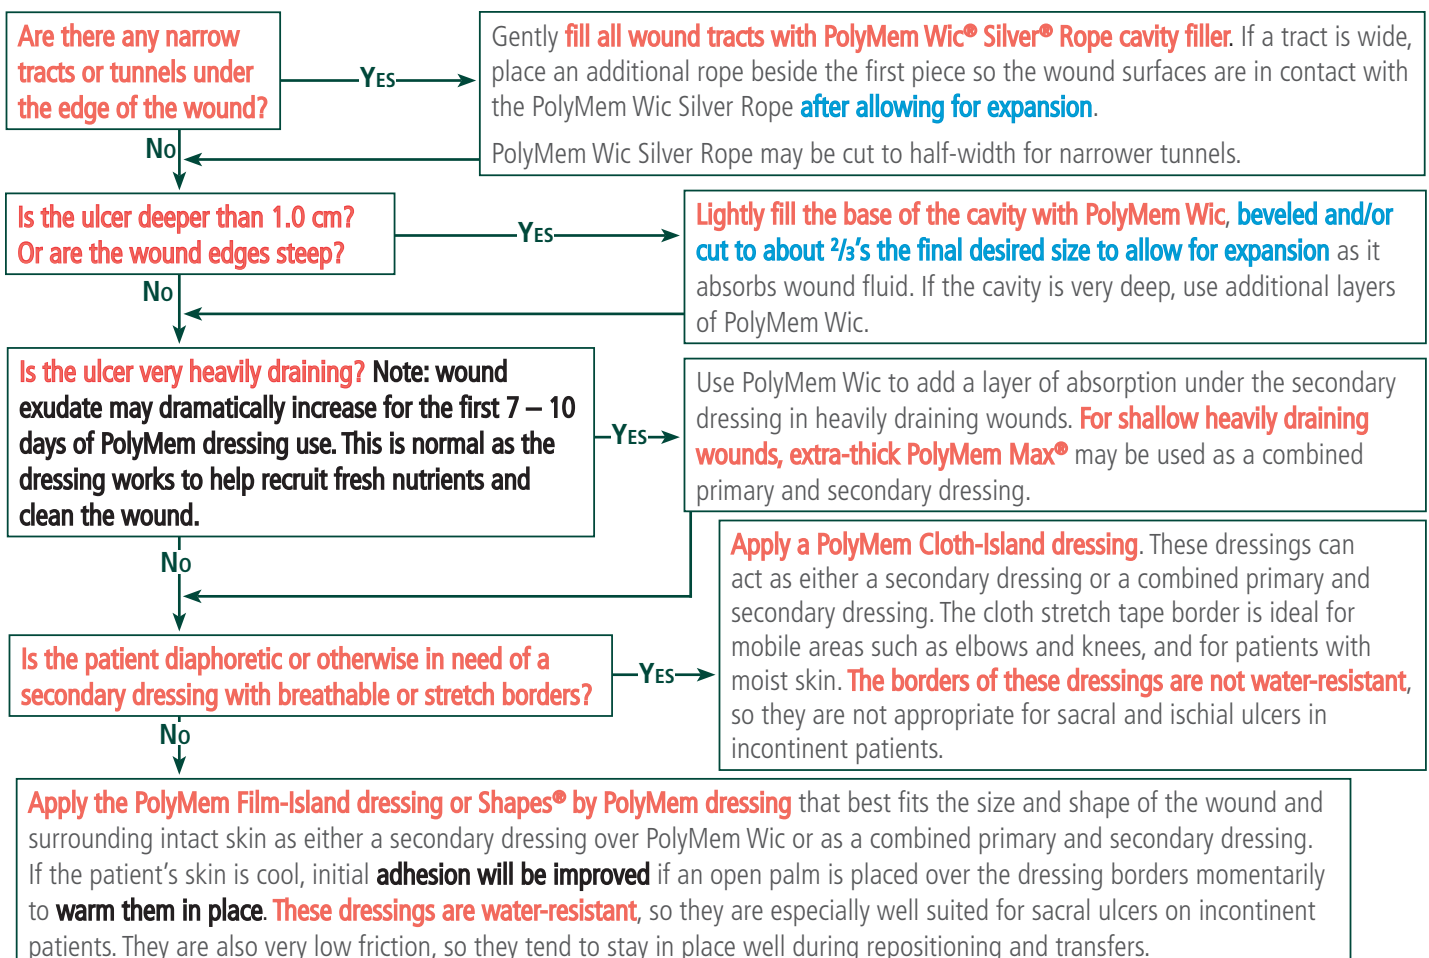 Are there any narrow
tracts or tunnels under
the edge of the wound?
YES
Gently fill all wound tracts with PolyMem Wic® Silver® Rope cavity filler. If a tract is wide,
place an additional rope beside the first piece so the wound surfaces are in contact with
the PolyMem Wic Silver Rope after allowing for expansion.
PolyMem Wic Silver Rope may be cut to half-width for narrower tunnels.
NO
Is the ulcer deeper than 1.0 cm?
Or are the wound edges steep?
YES
Lightly fill the base of the cavity with PolyMem Wic, beveled and/or
cut to about ²/₃’s the final desired size to allow for expansion as it
absorbs wound fluid. If the cavity is very deep, use additional layers
of PolyMem Wic.
NO
Is the ulcer very heavily draining? Note: wound
exudate may dramatically increase for the first 7 – 10
days of PolyMem dressing use. This is normal as the
dressing works to help recruit fresh nutrients and
clean the wound.
YES
Use PolyMem Wic to add a layer of absorption under the secondary
dressing in heavily draining wounds. For shallow heavily draining
wounds, extra-thick PolyMem Max® may be used as a combined
primary and secondary dressing.
NO
Is the patient diaphoretic or otherwise in need of a
secondary dressing with breathable or stretch borders?
YES
Apply a PolyMem Cloth-Island dressing. These dressings can
act as either a secondary dressing or a combined primary and
secondary dressing. The cloth stretch tape border is ideal for
mobile areas such as elbows and knees, and for patients with
moist skin. The borders of these dressings are not water-resistant,
so they are not appropriate for sacral and ischial ulcers in
incontinent patients.
NO
Apply the PolyMem Film-Island dressing or Shapes® by PolyMem dressing that best fits the size and shape of the wound and
surrounding intact skin as either a secondary dressing over PolyMem Wic or as a combined primary and secondary dressing.
If the patient’s skin is cool, initial adhesion will be improved if an open palm is placed over the dressing borders momentarily
to warm them in place. These dressings are water-resistant, so they are especially well suited for sacral ulcers on incontinent
patients. They are also very low friction, so they tend to stay in place well during repositioning and transfers.